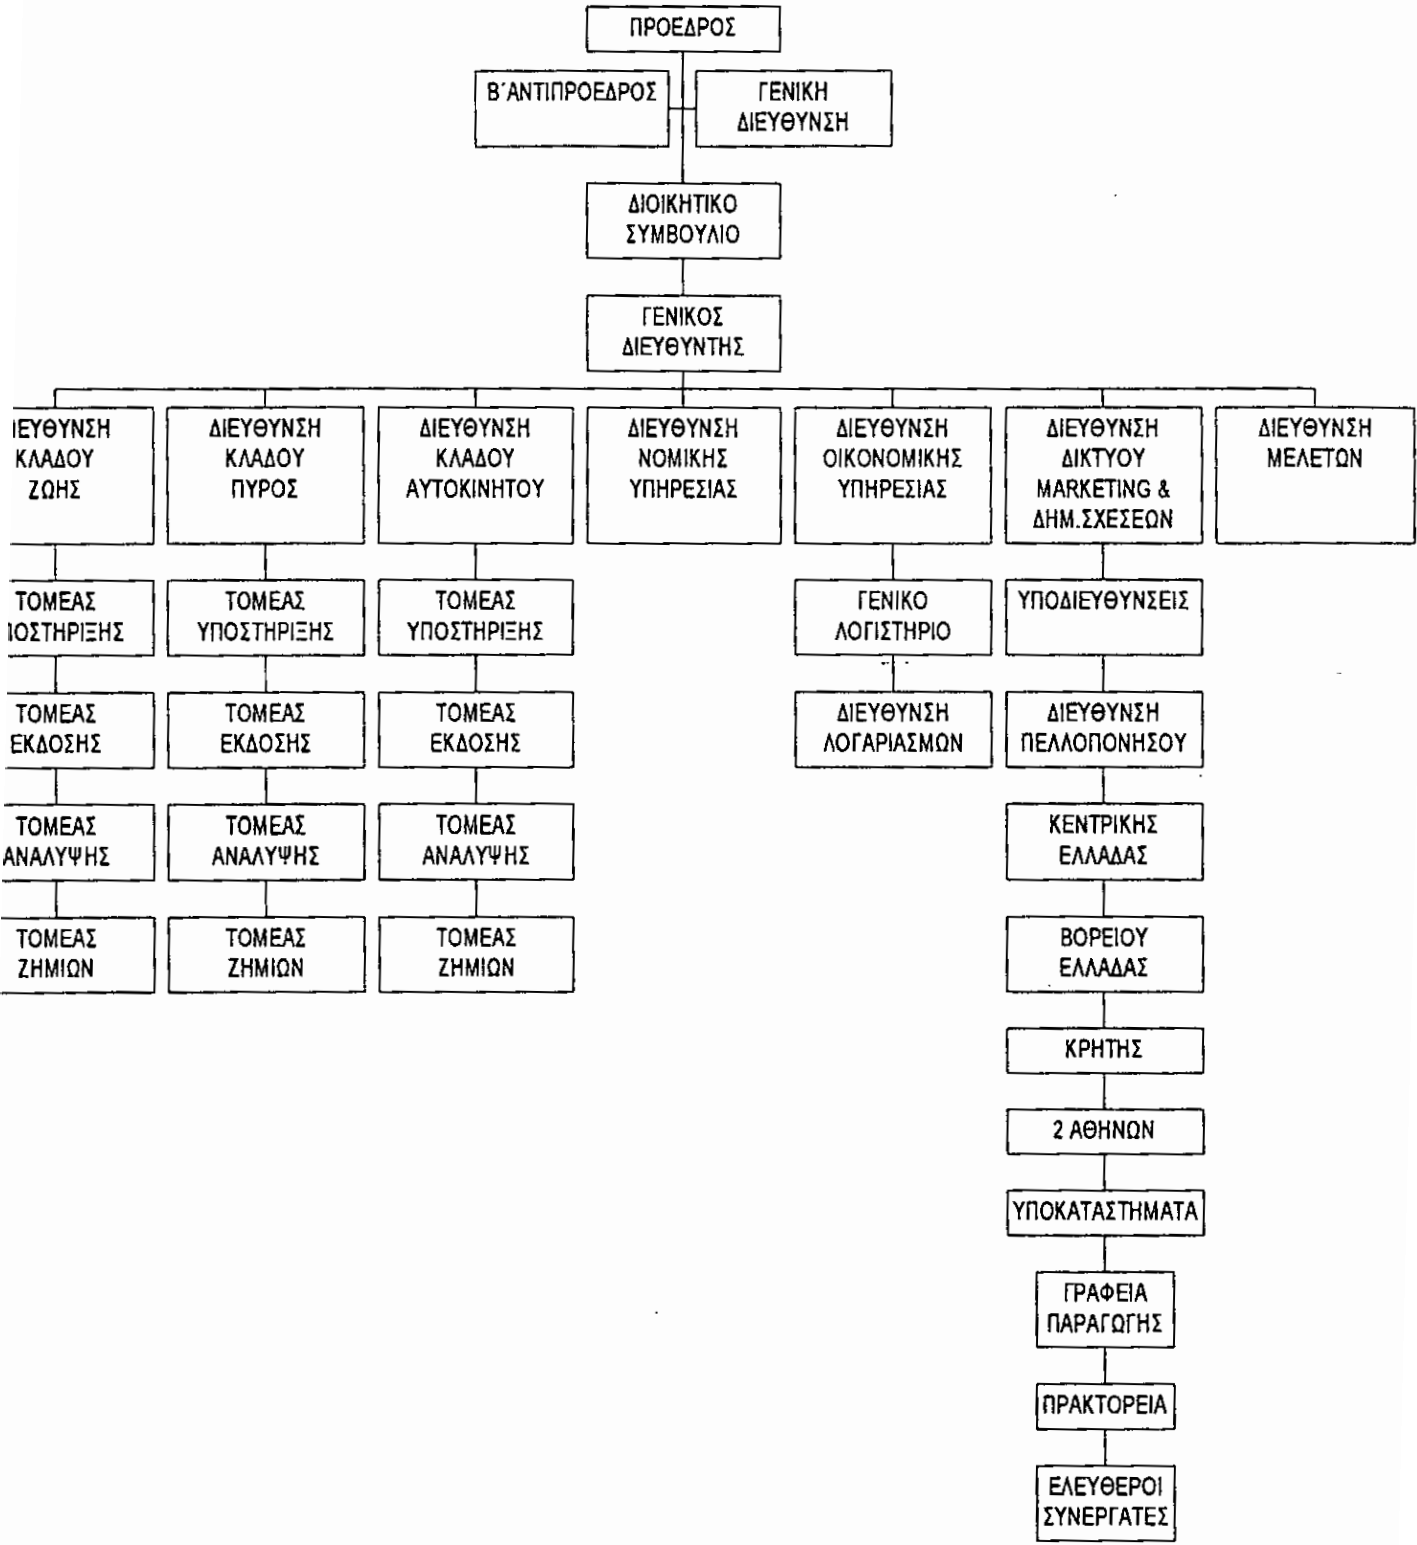 ΠΡΟΕΔΡΟΣ
Β΄ΑΝΤΙΠΡΟΕΔΡΟΣ
ΓΕΝΙΚΗ
ΔΙΕΥΘΥΝΣΗ
ΔΙΟΙΚΗΤΙΚΟ
ΣΥΜΒΟΥΛΙΟ
ΓΕΝΙΚΟΣ
ΔΙΕΥΘΥΝΤΗΣ
ΙΕΥΘΥΝΣΗ
ΚΛΑΔΟΥ
ΖΩΗΣ
ΔΙΕΥΘΥΝΣΗ
ΚΛΑΔΟΥ
ΠΥΡΟΣ
ΔΙΕΥΘΥΝΣΗ
ΚΛΑΔΟΥ
ΑΥΤΟΚΙΝΗΤΟΥ
ΔΙΕΥΘΥΝΣΗ
ΝΟΜΙΚΗΣ
ΥΠΗΡΕΣΙΑΣ
ΔΙΕΥΘΥΝΣΗ
ΟΙΚΟΝΟΜΙΚΗΣ
ΥΠΗΡΕΣΙΑΣ
ΔΙΕΥΘΥΝΣΗ
ΔΙΚΤΥΟΥ
MARKETING &
ΔΗΜ.ΣΧΕΣΕΩΝ
ΔΙΕΥΘΥΝΣΗ
ΜΕΛΕΤΩΝ
ΤΟΜΕΑΣ
ΠΟΣΤΗΡΙΞΗΣ
ΤΟΜΕΑΣ
ΥΠΟΣΤΗΡΙΞΗΣ
ΤΟΜΕΑΣ
ΥΠΟΣΤΗΡΙΞΗΣ
ΓΕΝΙΚΟ
ΛΟΓΙΣΤΗΡΙΟ
ΥΠΟΔΙΕΥΘΥΝΣΕΙΣ
ΤΟΜΕΑΣ
ΕΚΔΟΣΗΣ
ΤΟΜΕΑΣ
ΕΚΔΟΣΗΣ
ΤΟΜΕΑΣ
ΕΚΔΟΣΗΣ
ΔΙΕΥΘΥΝΣΗ
ΛΟΓΑΡΙΑΣΜΩΝ
ΔΙΕΥΘΥΝΣΗ
ΠΕΛΛΟΠΟΝΗΣΟΥ
ΤΟΜΕΑΣ
ΑΝΑΛΥΨΗΣ
ΤΟΜΕΑΣ
ΑΝΑΛΥΨΗΣ
ΤΟΜΕΑΣ
ΑΝΑΛΥΨΗΣ
ΚΕΝΤΡΙΚΗΣ
ΕΛΛΑΔΑΣ
ΤΟΜΕΑΣ
ΖΗΜΙΩΝ
ΤΟΜΕΑΣ
ΖΗΜΙΩΝ
ΤΟΜΕΑΣ
ΖΗΜΙΩΝ
ΒΟΡΕΙΟΥ
ΕΛΛΑΔΑΣ
ΚΡΗΤΗΣ
2 ΑΘΗΝΩΝ
ΥΠΟΚΑΤΑΣΤΗΜΑΤΑ
ΓΡΑΦΕΙΑ
ΠΑΡΑΓΩΓΗΣ
ΠΡΑΚΤΟΡΕΙΑ
ΕΛΕΥΘΕΡΟΙ
ΣΥΝΕΡΓΑΤΕΣ